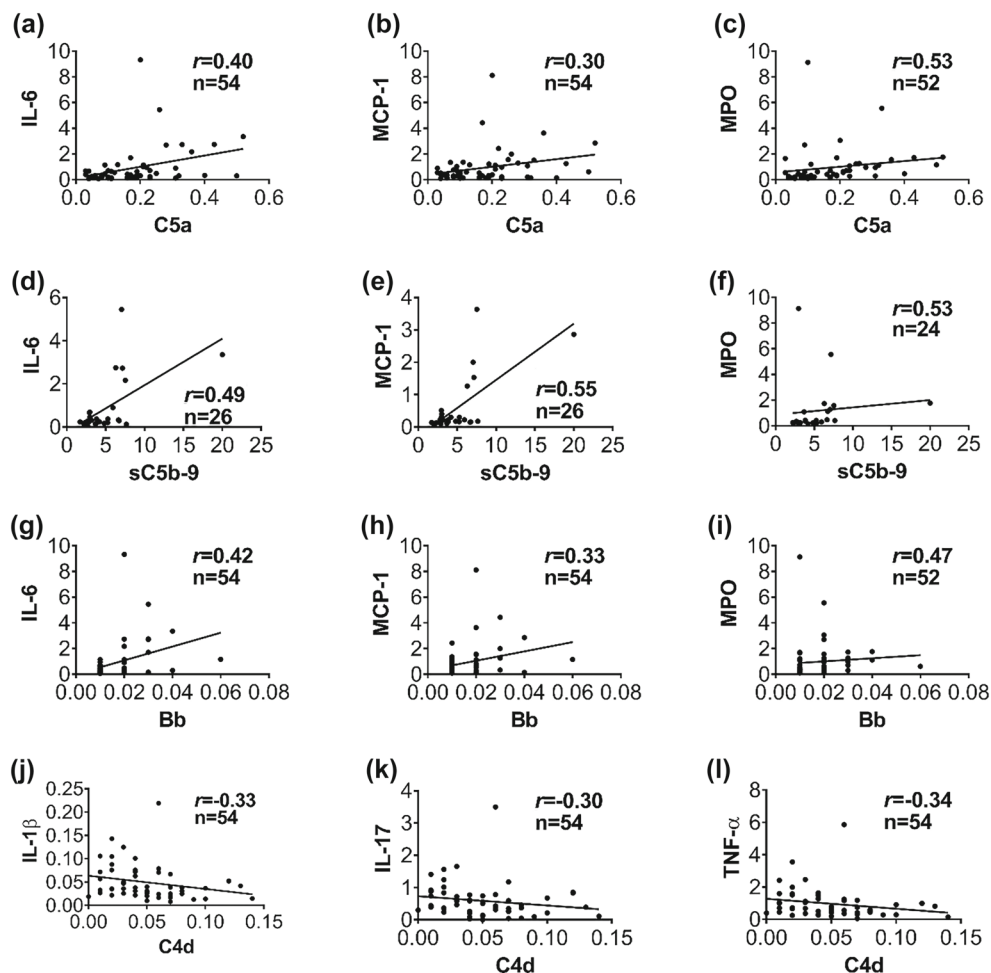 (a)
r=0.40
n=54
IL-6
10
8
6
4
2
0
0.0 0.2 0.4 0.6
C5a
(b)
r=0.30
n=54
MCP-1
10
8
6
4
2
0
0.0 0.2 0.4 0.6
C5a
(c)
r=0.53
n=52
MPO
10
8
6
4
2
0
0.0 0.2 0.4 0.6
C5a
(d)
r=0.49
n=26
IL-6
6
4
2
0
0 5 10 15 20 25
sC5b-9
(e)
r=0.55
n=26
MCP-1
4
3
2
1
0
0 5 10 15 20 25
sC5b-9
(f)
r=0.53
n=24
MPO
10
8
6
4
2
0
0 5 10 15 20 25
sC5b-9
(g)
r=0.42
n=54
IL-6
10
8
6
4
2
0
0.00 0.02 0.04 0.06 0.08
Bb
(h)
r=0.33
n=54
MCP-1
10
8
6
4
2
0
0.00 0.02 0.04 0.06 0.08
Bb
(i)
r=0.47
n=52
MPO
10
8
6
4
2
0
0.00 0.02 0.04 0.06 0.08
Bb
(j)
r=-0.33
n=54
IL-1β
0.25
0.20
0.15
0.10
0.05
0.00
0.00 0.05 0.10 0.15
C4d
(k)
r=-0.30
n=54
IL-17
4
3
2
1
0
0.00 0.05 0.10 0.15
C4d
(l)
r=-0.34
n=54
TNF-α
8
6
4
2
0
0.00 0.05 0.10 0.15
C4d